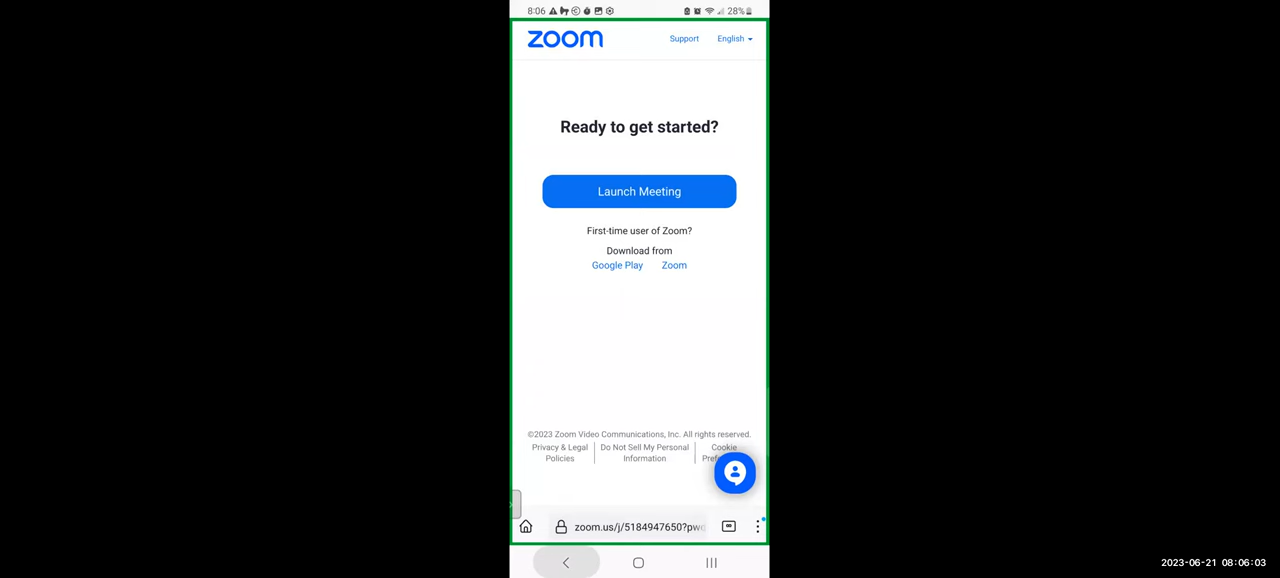 8:06 28%
zoom Support English
Ready to get started?
Launch Meeting
First-time user of Zoom?
Download from
Google Play Zoom
©2023 Zoom Video Communications, Inc. All rights reserved.
Privacy & Legal Policies
Do Not Sell My Personal Information
Cookie
zoom.us/j/5184947650?pw
2023-06-21 08:06:03